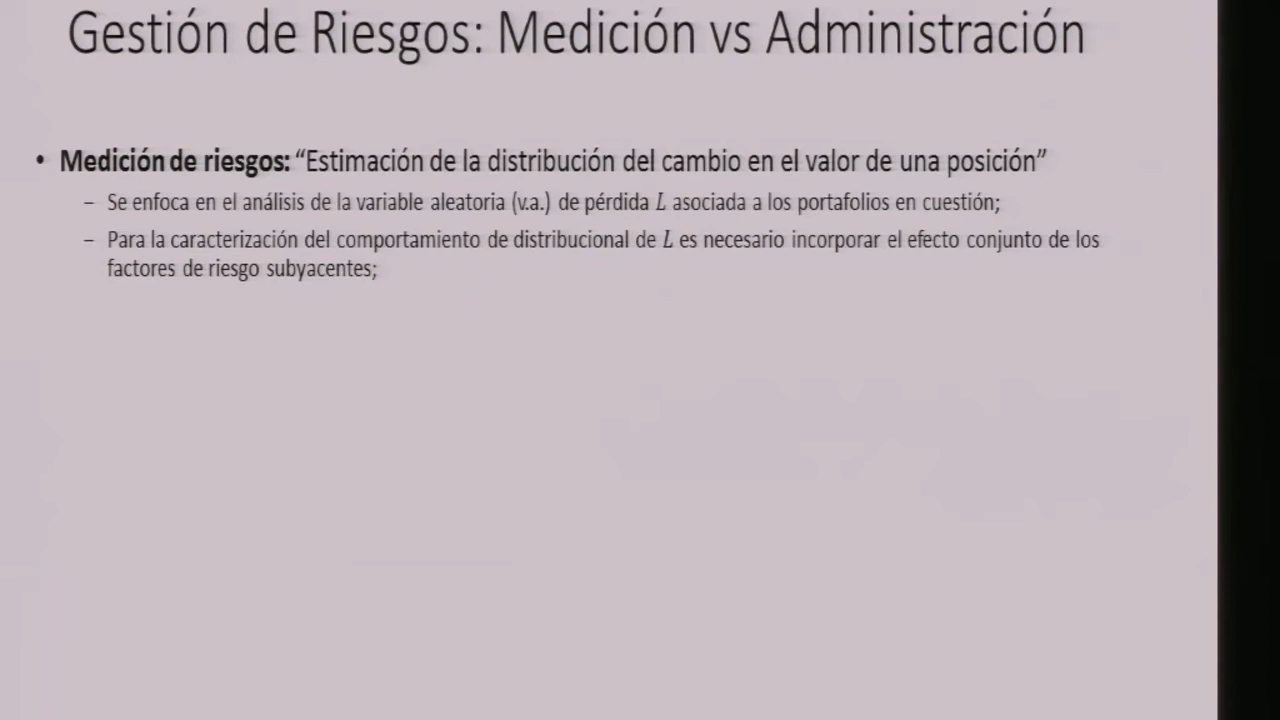 Gestión de Riesgos: Medición vs Administración
• Medición de riesgos: “Estimación de la distribución del cambio en el valor de una posición”
– Se enfoca en el análisis de la variable aleatoria (v.a.) de pérdida L asociada a los portafolios en cuestión;
– Para la caracterización del comportamiento de distribucional de L es necesario incorporar el efecto conjunto de los
factores de riesgo subyacentes;